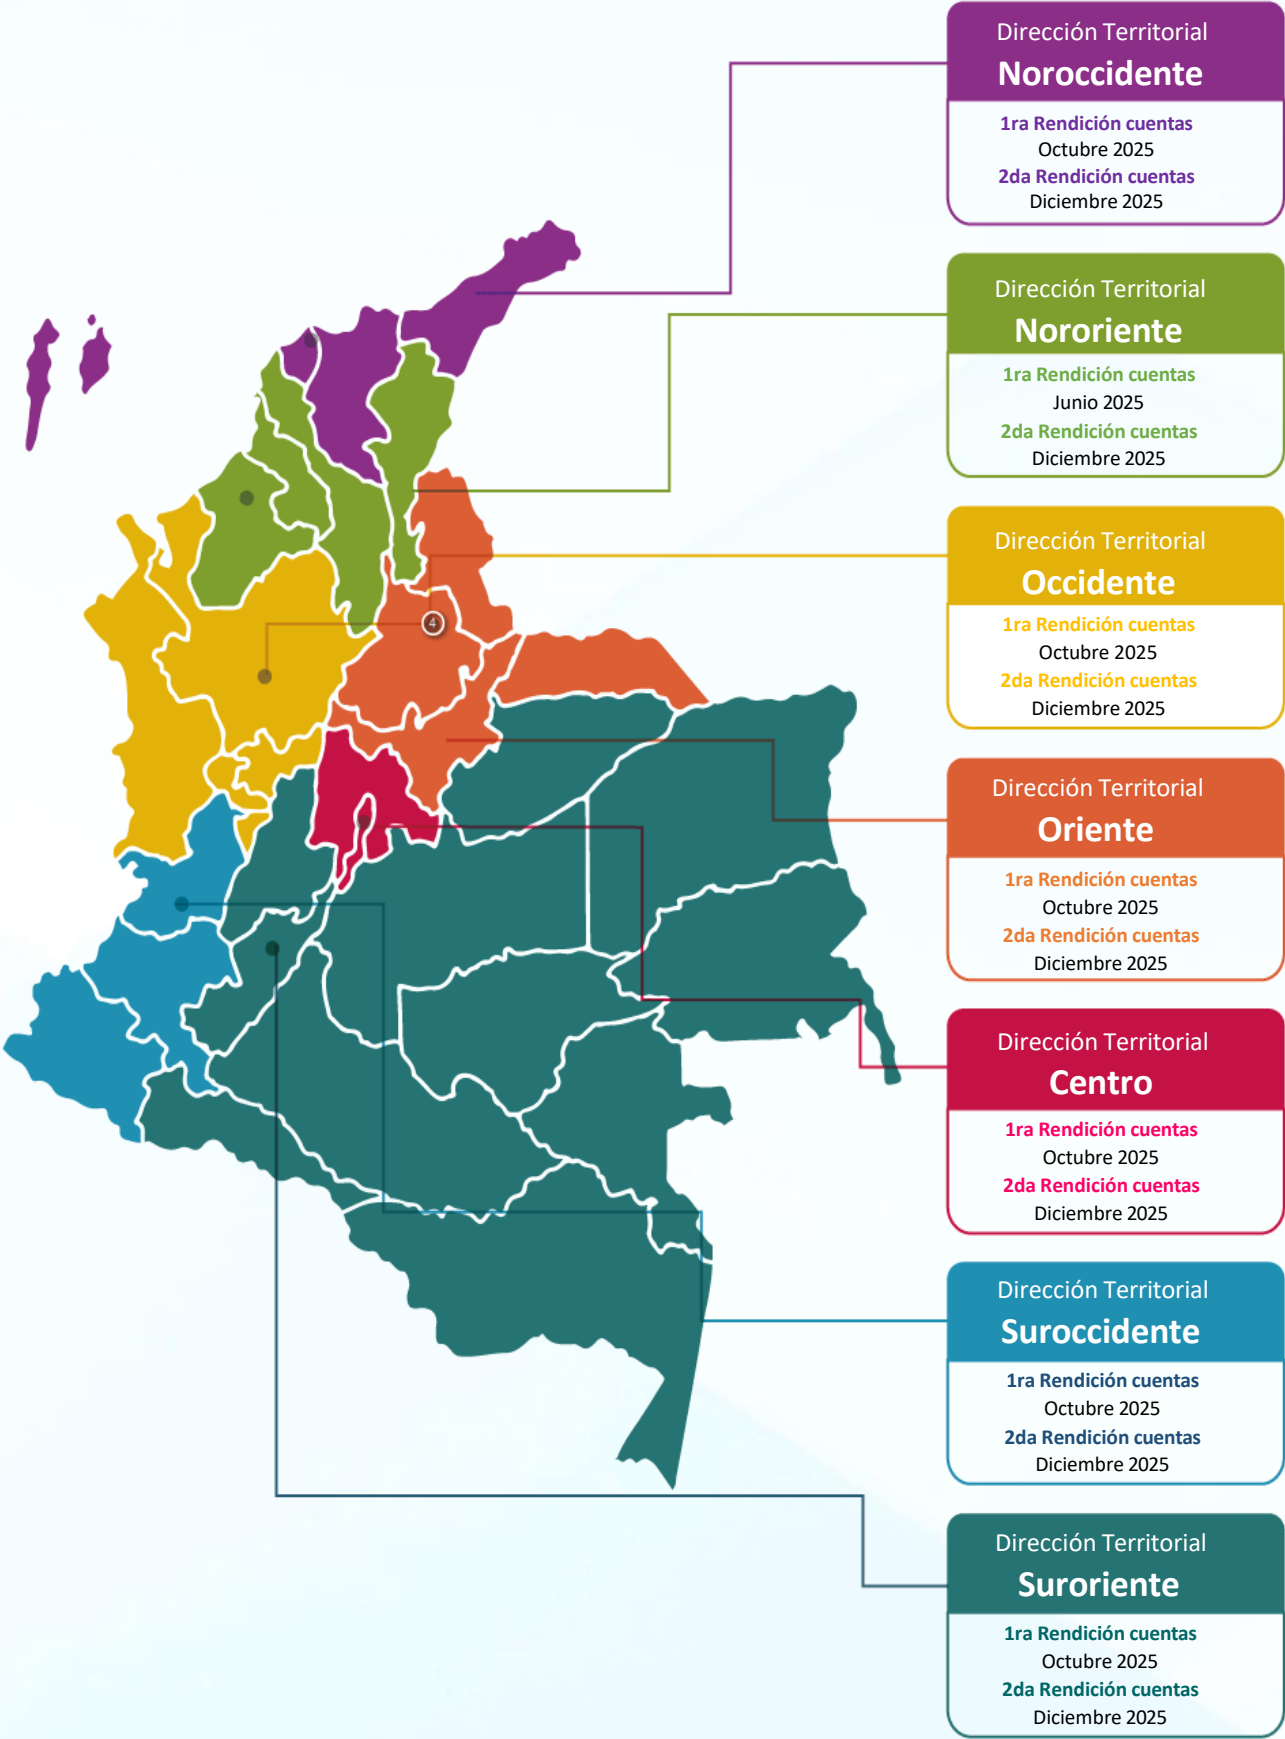 Dirección Territorial
Noroccidente
1ra Rendición cuentas
Octubre 2025
2da Rendición cuentas
Diciembre 2025
Dirección Territorial
Nororiente
1ra Rendición cuentas
Junio 2025
2da Rendición cuentas
Diciembre 2025
Dirección Territorial
Occidente
1ra Rendición cuentas
Octubre 2025
2da Rendición cuentas
Diciembre 2025
4
Dirección Territorial
Oriente
1ra Rendición cuentas
Octubre 2025
2da Rendición cuentas
Diciembre 2025
Dirección Territorial
Centro
1ra Rendición cuentas
Octubre 2025
2da Rendición cuentas
Diciembre 2025
Dirección Territorial
Suroccidente
1ra Rendición cuentas
Octubre 2025
2da Rendición cuentas
Diciembre 2025
Dirección Territorial
Suroriente
1ra Rendición cuentas
Octubre 2025
2da Rendición cuentas
Diciembre 2025